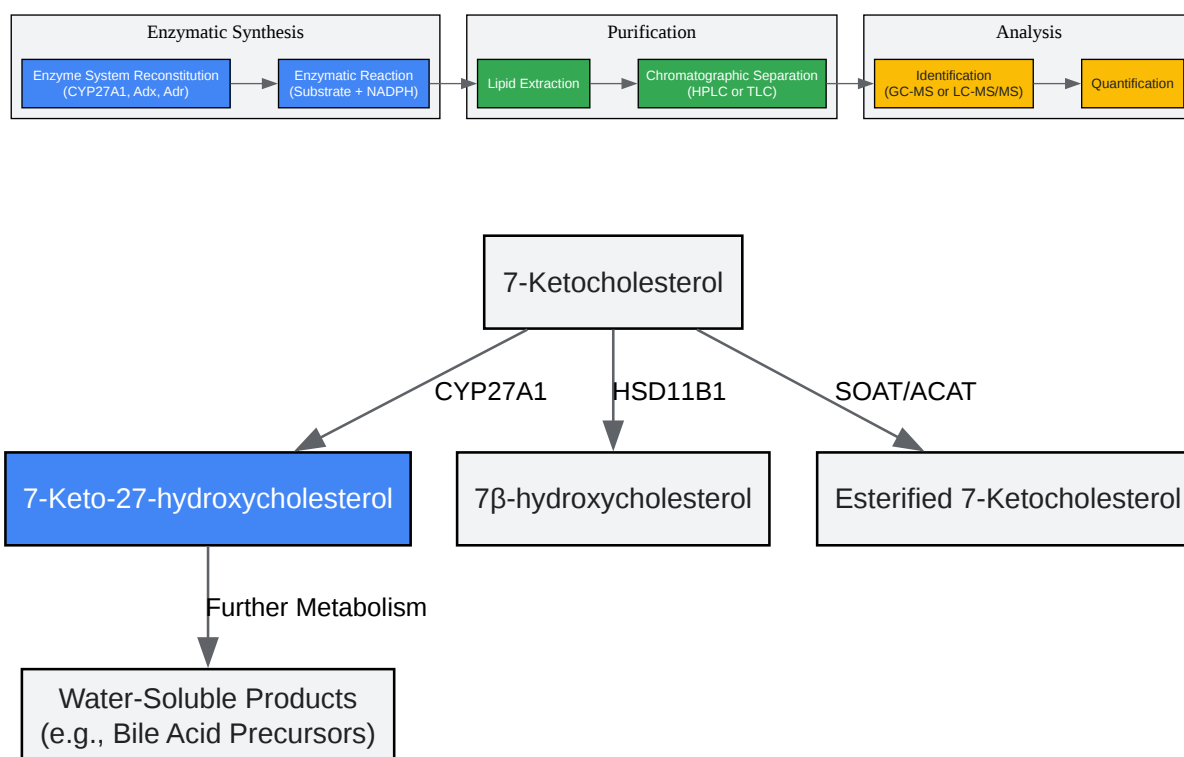 Enzymatic Synthesis
Purification
Analysis
Enzyme System Reconstitution
(CYP27A1, Adx, Adr)
Enzymatic Reaction
(Substrate + NADPH)
Lipid Extraction
Chromatographic Separation
(HPLC or TLC)
Identification
(GC-MS or LC-MS/MS)
Quantification
7-Ketocholesterol
CYP27A1
HSD11B1
SOAT/ACAT
7-Keto-27-hydroxycholesterol
7β-hydroxycholesterol
Esterified 7-Ketocholesterol
Further Metabolism
Water-Soluble Products
(e.g., Bile Acid Precursors)